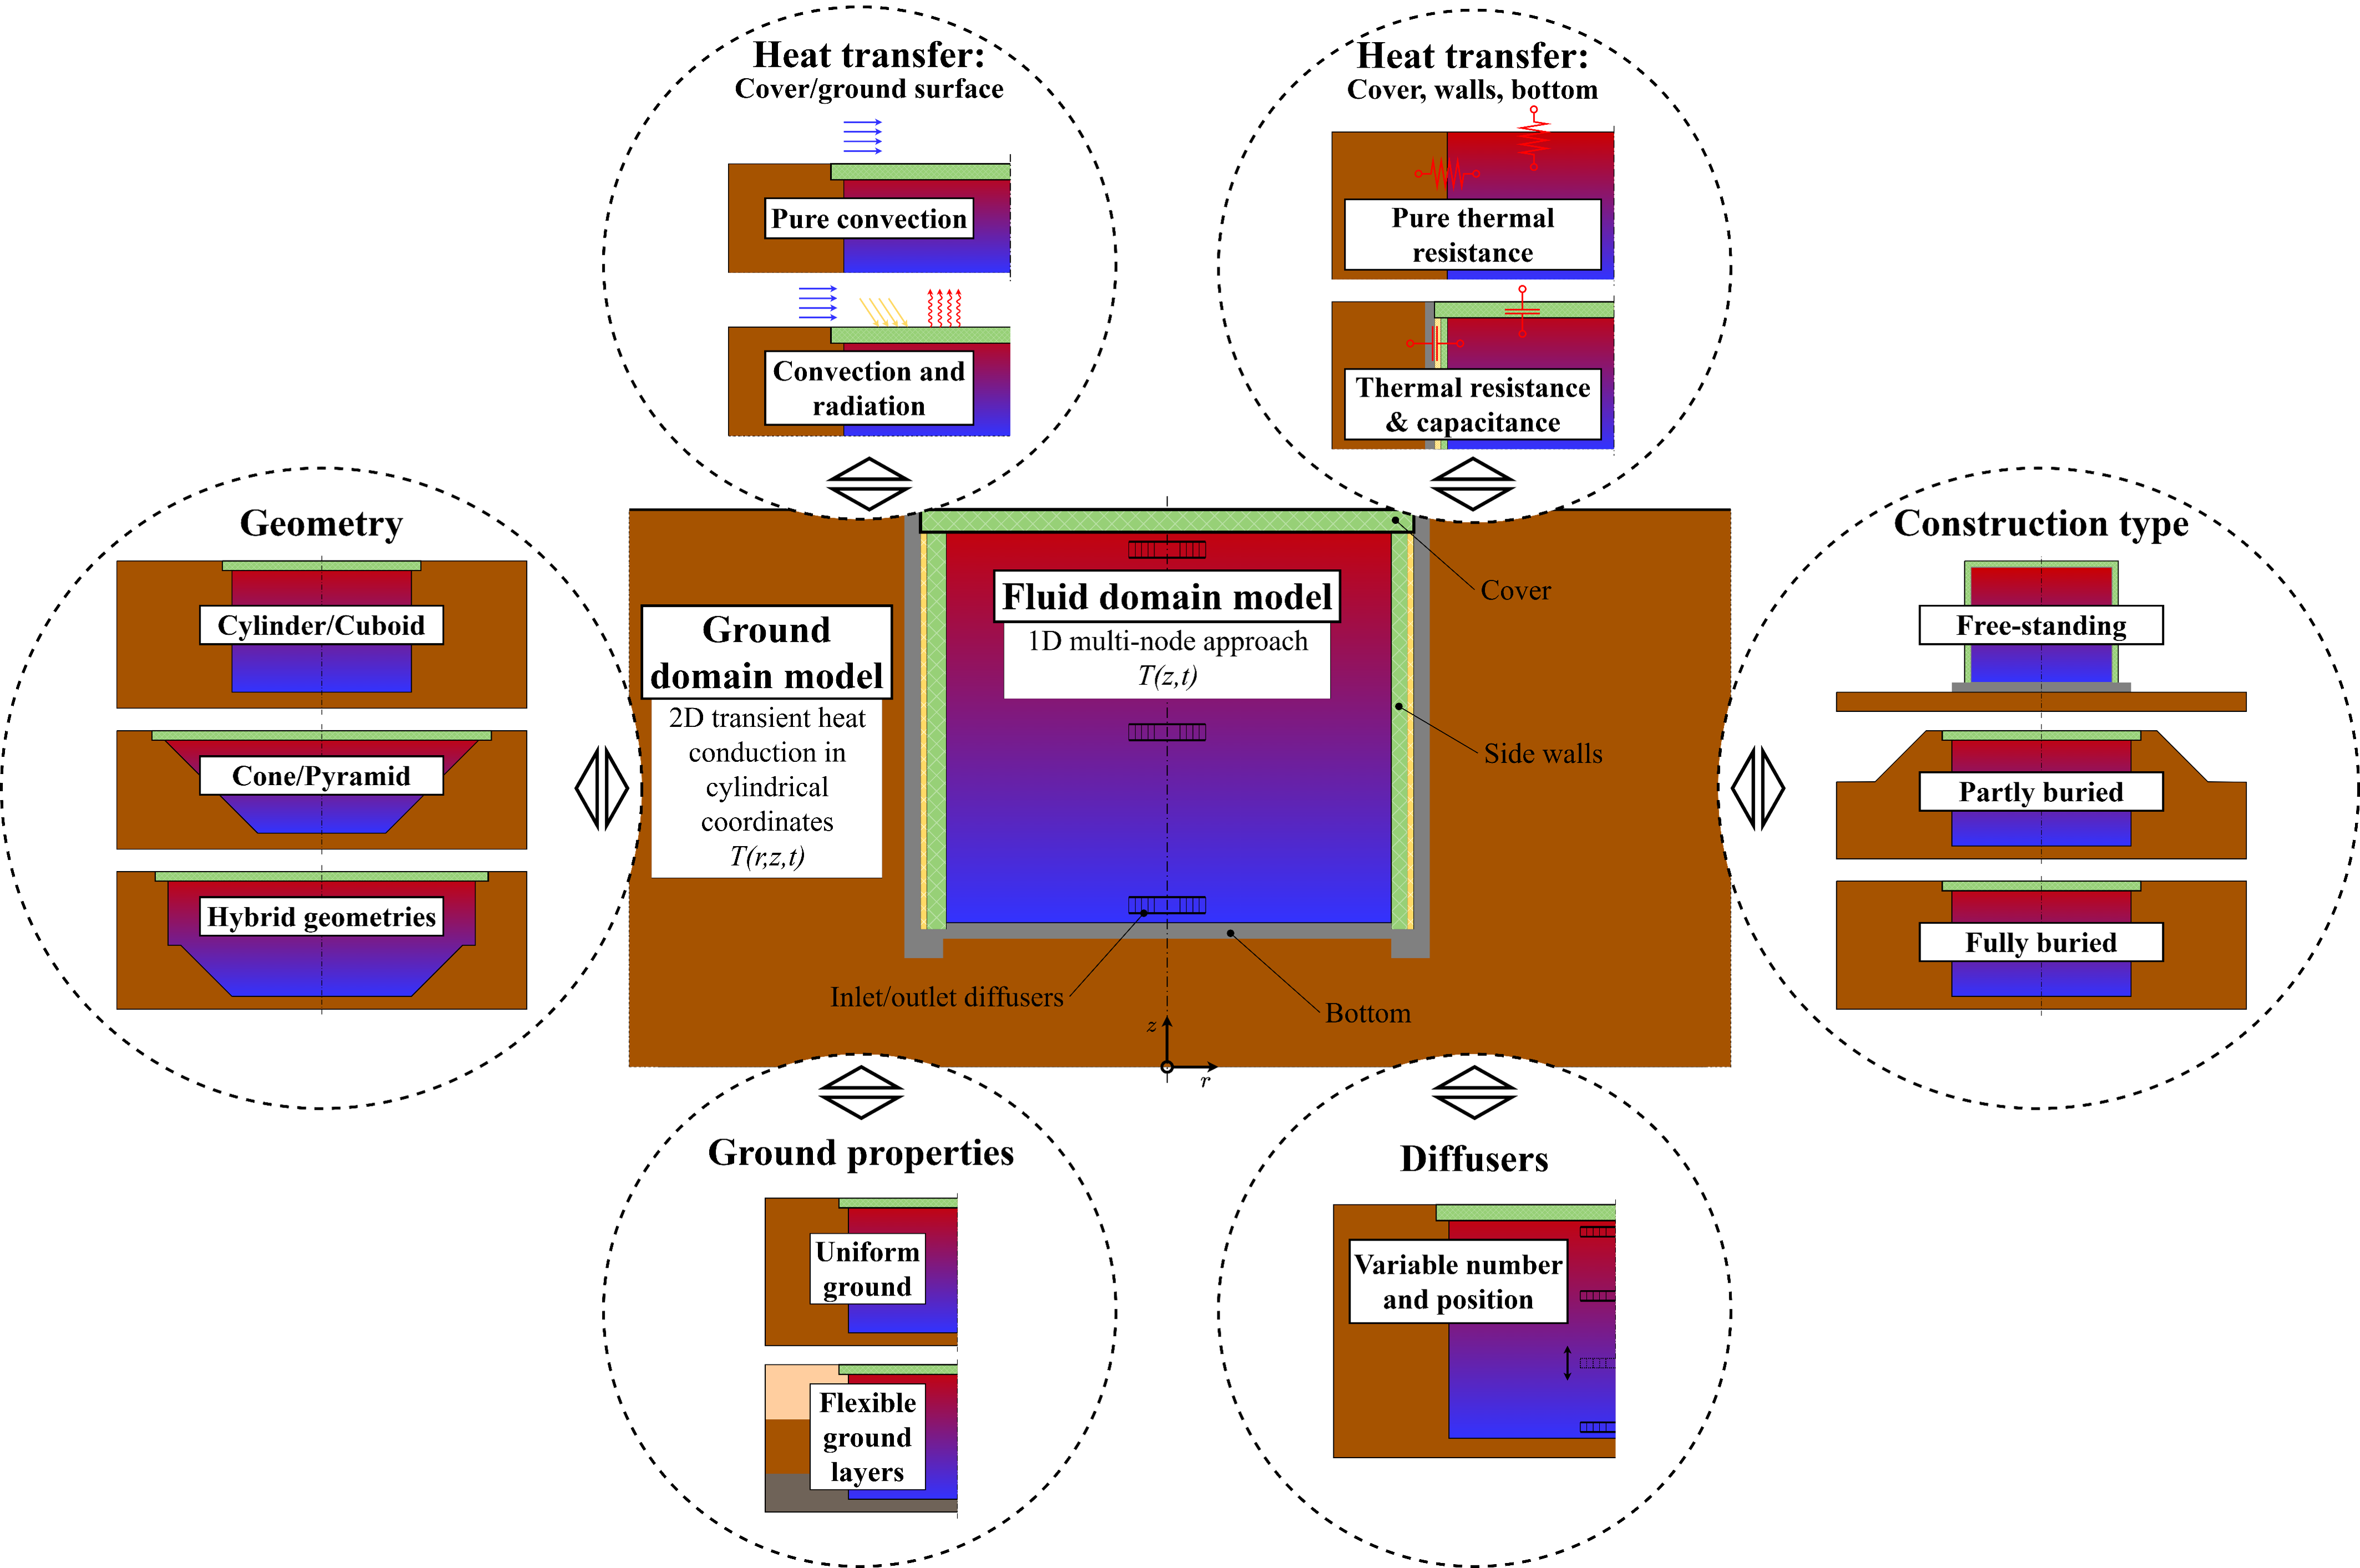 Heat transfer:
Cover/ground surface
Pure convection
Convection and
radiation
Heat transfer:
Cover, walls, bottom
Pure thermal
resistance
Thermal resistance
& capacitance
Geometry
Cylinder/Cuboid
Cone/Pyramid
Hybrid geometries
Ground
domain model
2D transient heat
conduction in
cylindrical
coordinates
T(r,z,t)
Fluid domain model
1D multi-node approach
T(z,t)
Cover
Side walls
Inlet/outlet diffusers
Bottom
z
r
Construction type
Free-standing
Partly buried
Fully buried
Ground properties
Uniform
ground
Flexible
ground
layers
Diffusers
Variable number
and position